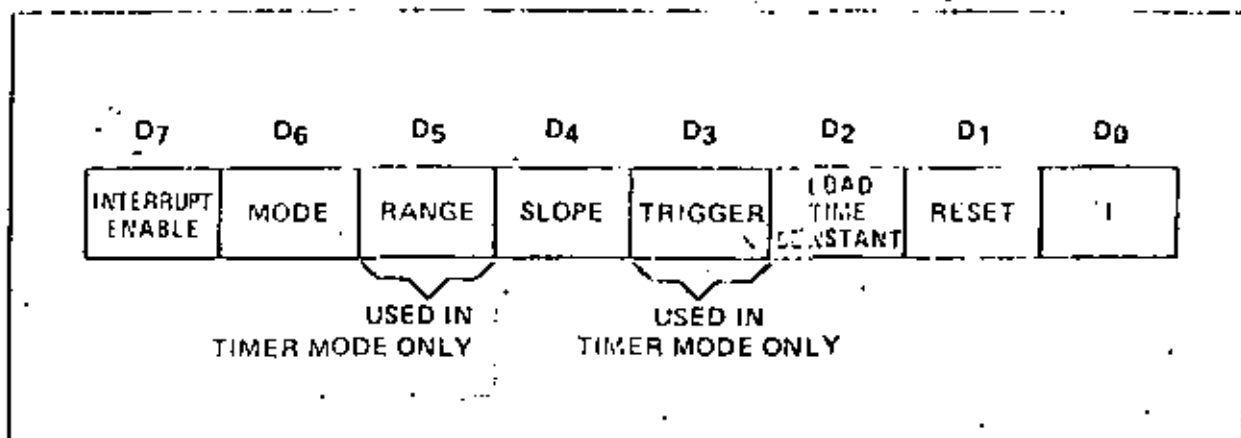 D7 D6 D5 D4 D3 D2 D1 D0
INTERRUPT ENABLE
MODE
RANGE
SLOPE
TRIGGER
LOAD TIME CONSTANT
RESET
1
USED IN TIMER MODE ONLY
USED IN TIMER MODE ONLY